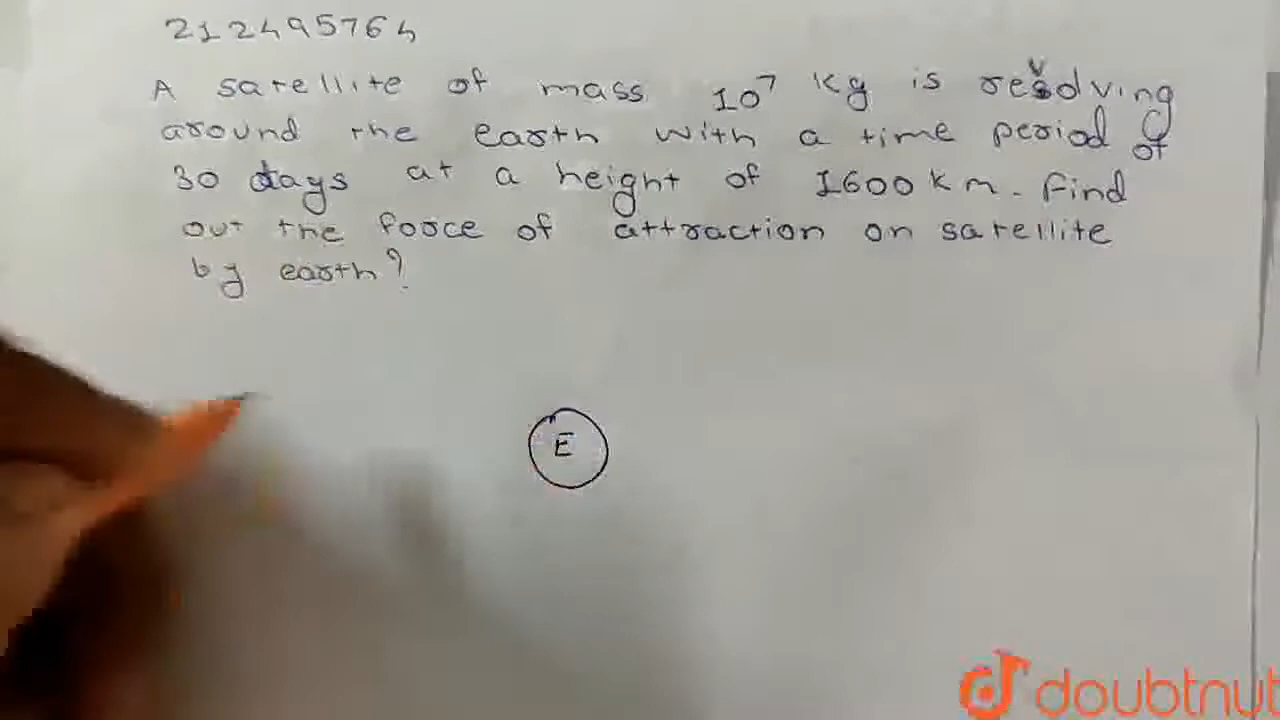 212495764
A satellite of mass 10⁷ kg is revolving
around the earth with a time period of
30 days at a height of 1600 km. Find
out the force of attraction on satellite
by earth?
E
doubtnut